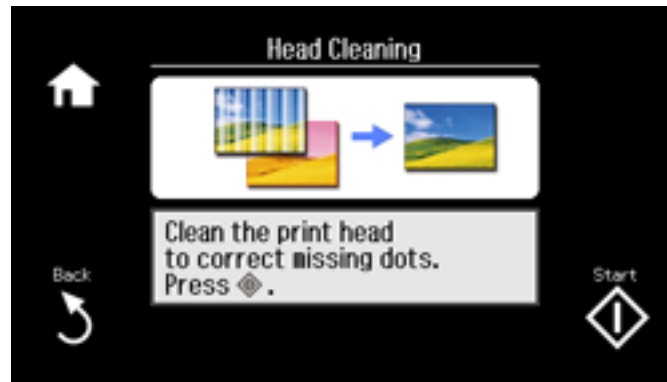 Head Cleaning
Clean the print head
to correct missing dots.
Press .
Back
Start